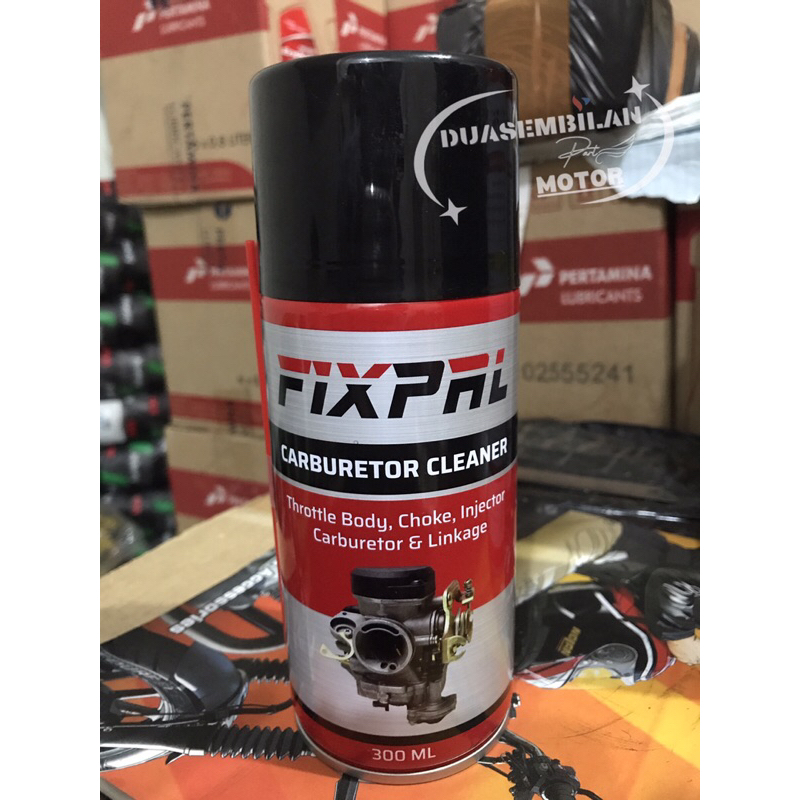 PERTAMINA
LUBRICANTS
DUASEMBILAN
Part
MOTOR
PERTAMINA
LUBRICANTS
02555241
FIXPAL
CARBURETOR CLEANER
Throttle Body, Choke, Injector
Carburetor & Linkage
300 ML
Accessories